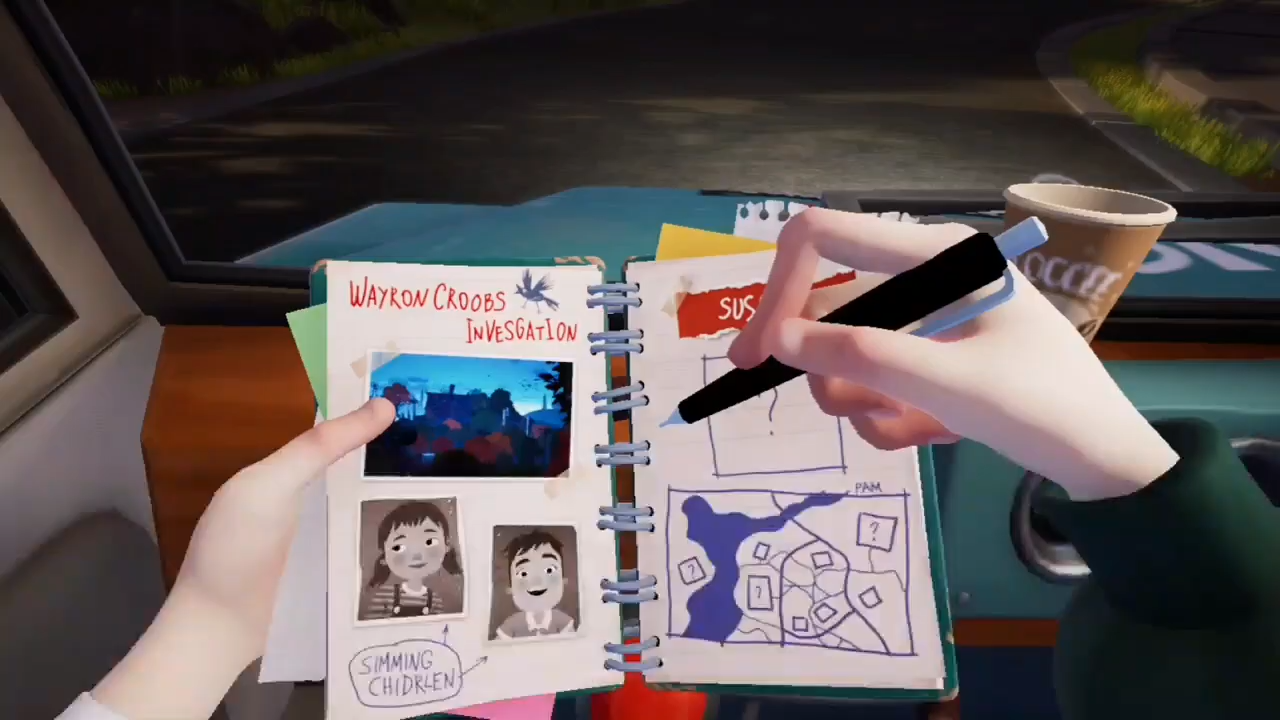 WAYRON CROOBS
INVESGATION
SUS
PAM
?
?
?
?
SIMMING
CHIDRLEN